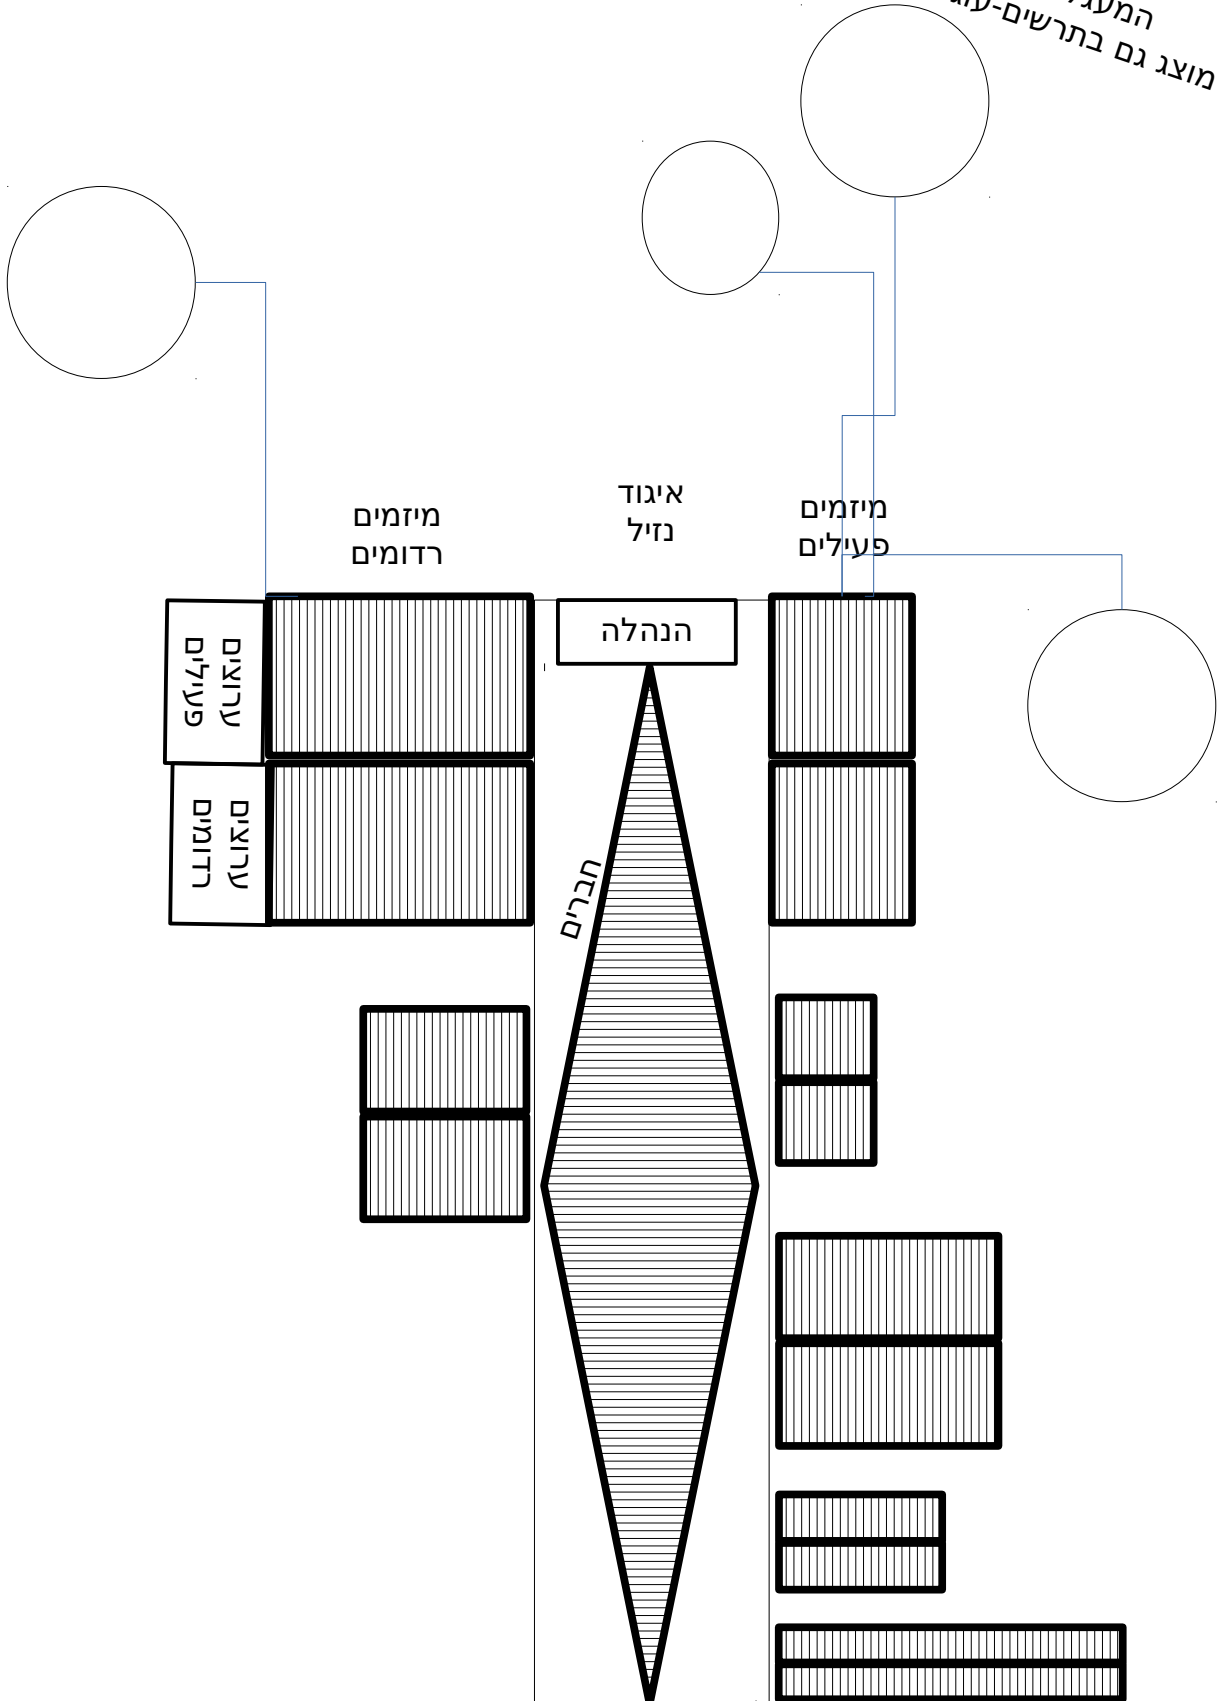 מוצג גם בתרשים-
איגוד
נזיל
מיזמים
פעילים
מיזמים
רדומים
הנהלה
ערוצים
פעילים
ערוצים
רדומים
חברים